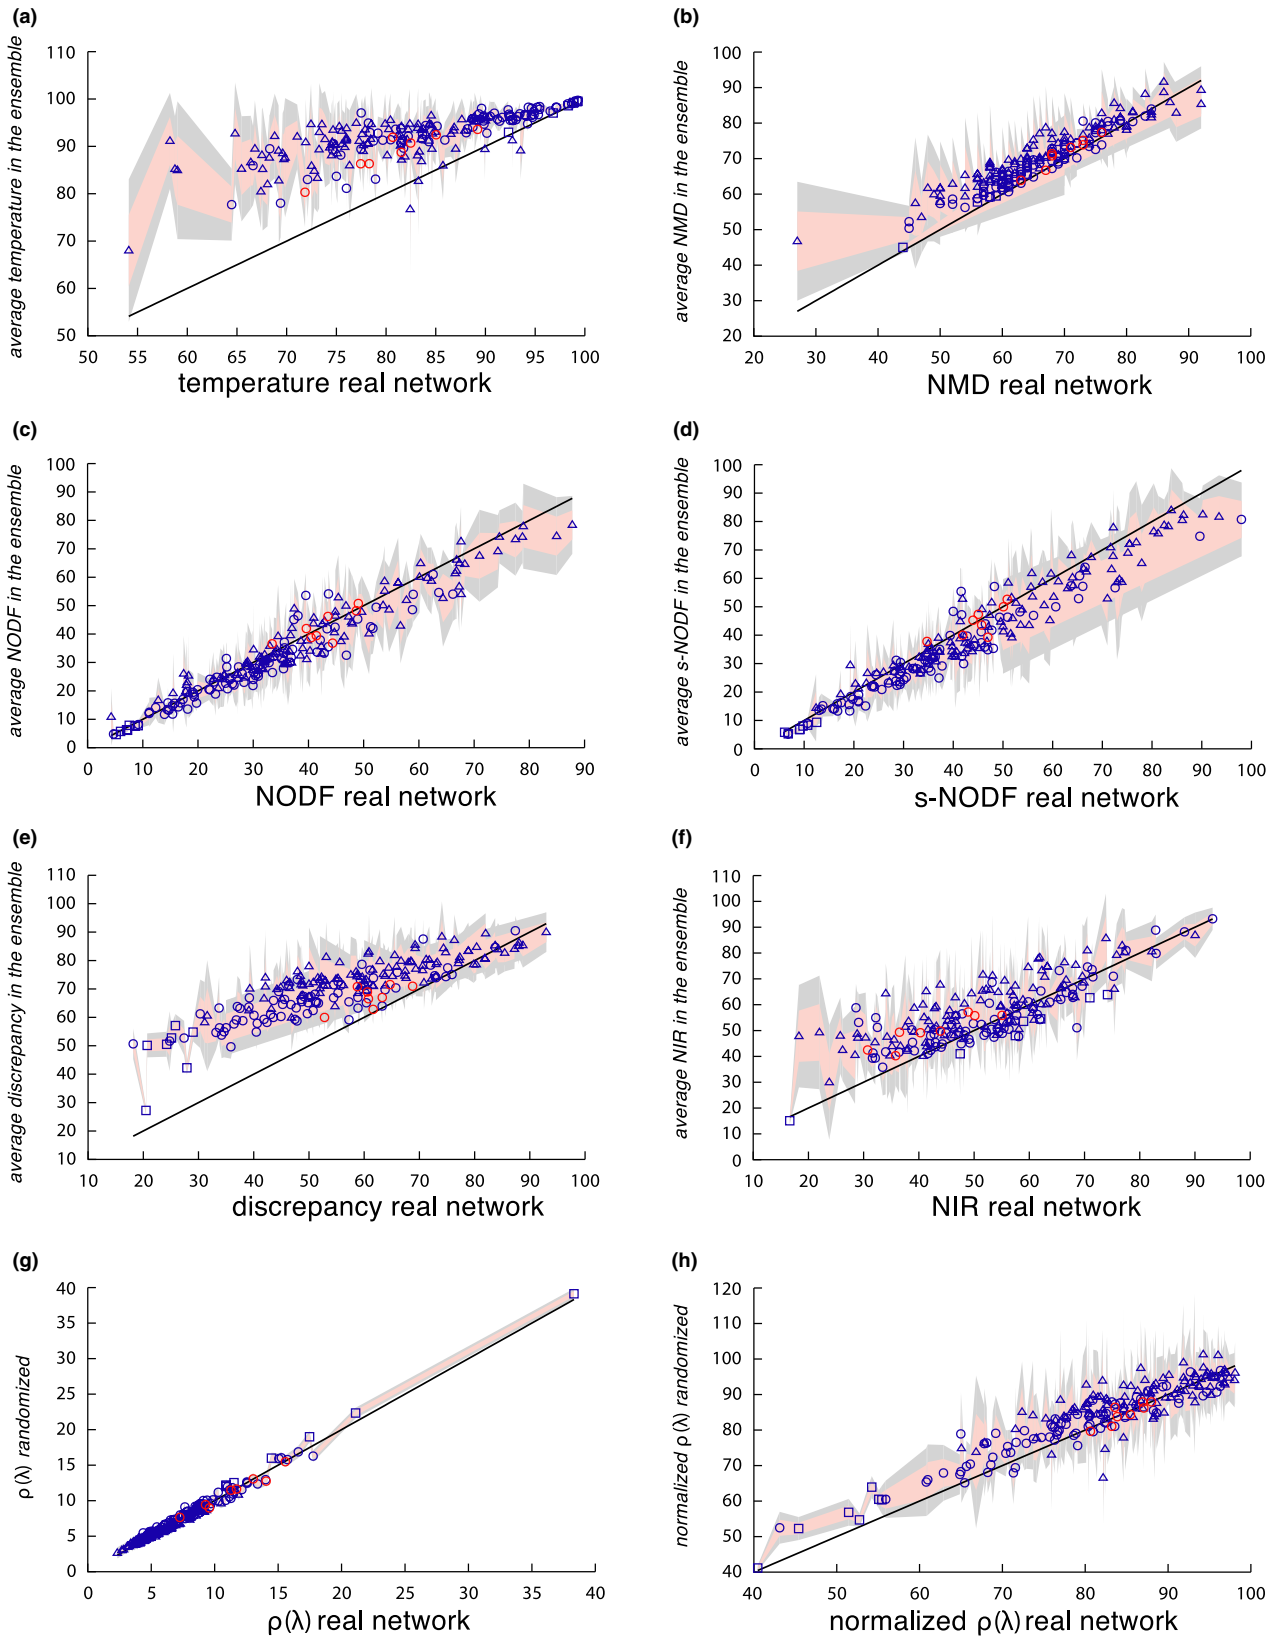 (a)
110
100
90
80
70
60
50
50 55 60 65 70 75 80 85 90 95 100
average temperature in the ensemble
temperature real network
(b)
100
90
80
70
60
50
40
30
20
20 30 40 50 60 70 80 90 100
average NMD in the ensemble
NMD real network
(c)
100
90
80
70
60
50
40
30
20
10
0
0 10 20 30 40 50 60 70 80 90
average NODF in the ensemble
NODF real network
(d)
100
90
80
70
60
50
40
30
20
10
0
0 10 20 30 40 50 60 70 80 90 100
average s-NODF in the ensemble
s-NODF real network
(e)
110
100
90
80
70
60
50
40
30
20
10
10 20 30 40 50 60 70 80 90 100
average discrepancy in the ensemble
discrepancy real network
(f)
110
100
90
80
70
60
50
40
30
20
10
0
10 20 30 40 50 60 70 80 90 100
average NIR in the ensemble
NIR real network
(g)
40
35
30
25
20
15
10
5
0
0 5 10 15 21 25 30 35 40
ρ(λ) randomized
ρ(λ) real network
(h)
120
110
100
90
80
70
60
50
40
40 50 60 70 80 90 100
normalized ρ(λ) randomized
normalized ρ(λ) real network